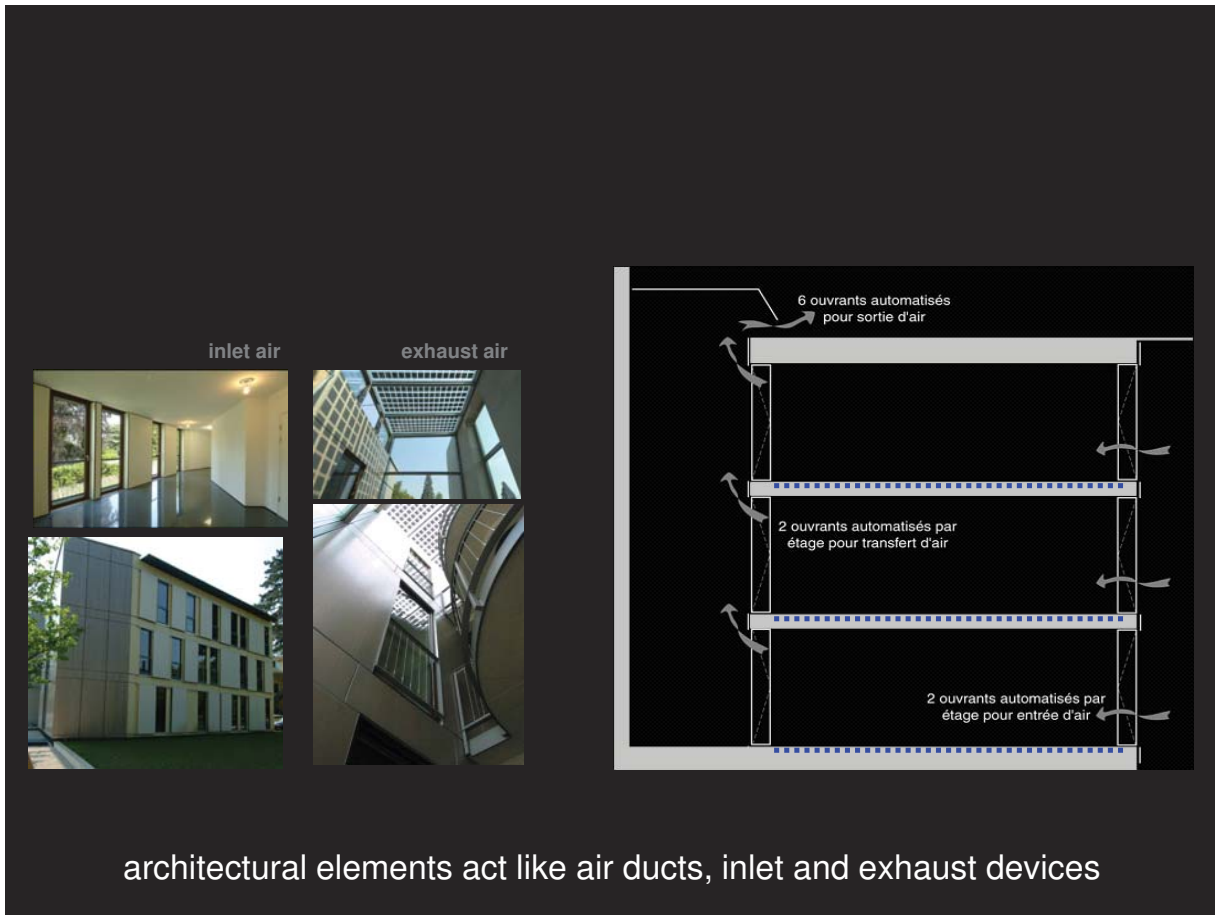 inlet air
exhaust air
6 ouvrants automatisés
pour sortie d'air
2 ouvrants automatisés par
étage pour transfert d'air
2 ouvrants automatisés par
étage pour entrée d'air
architectural elements act like air ducts, inlet and exhaust devices